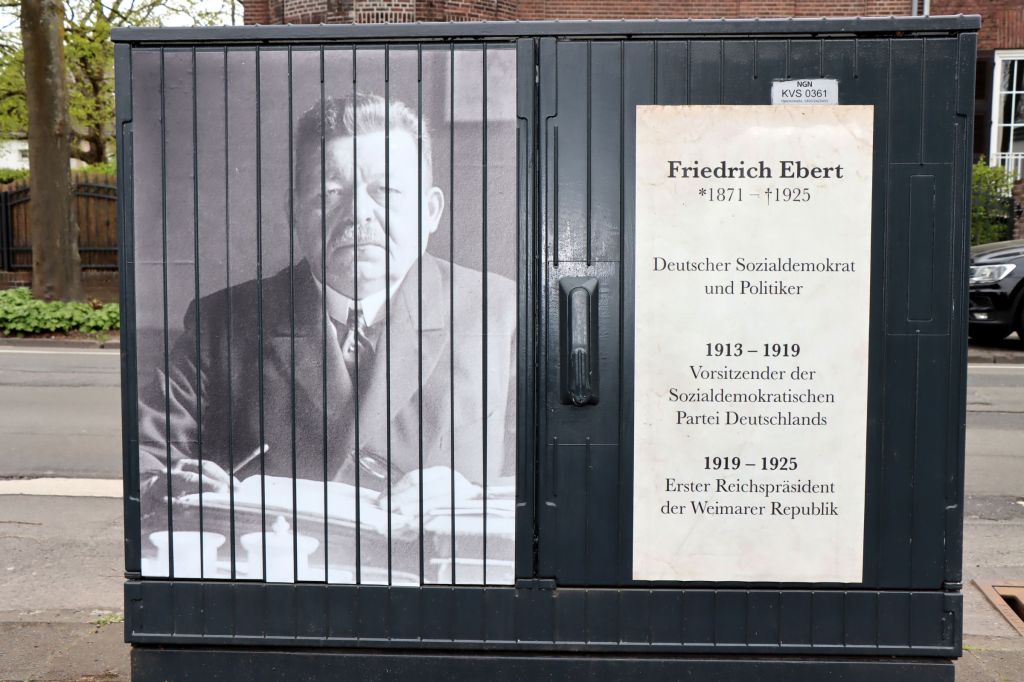 NGN
KVS 0361
Friedrich Ebert
*1871 – †1925
Deutscher Sozialdemokrat
und Politiker
1913 – 1919
Vorsitzender der
Sozialdemokratischen
Partei Deutschlands
1919 – 1925
Erster Reichspräsident
der Weimarer Republik